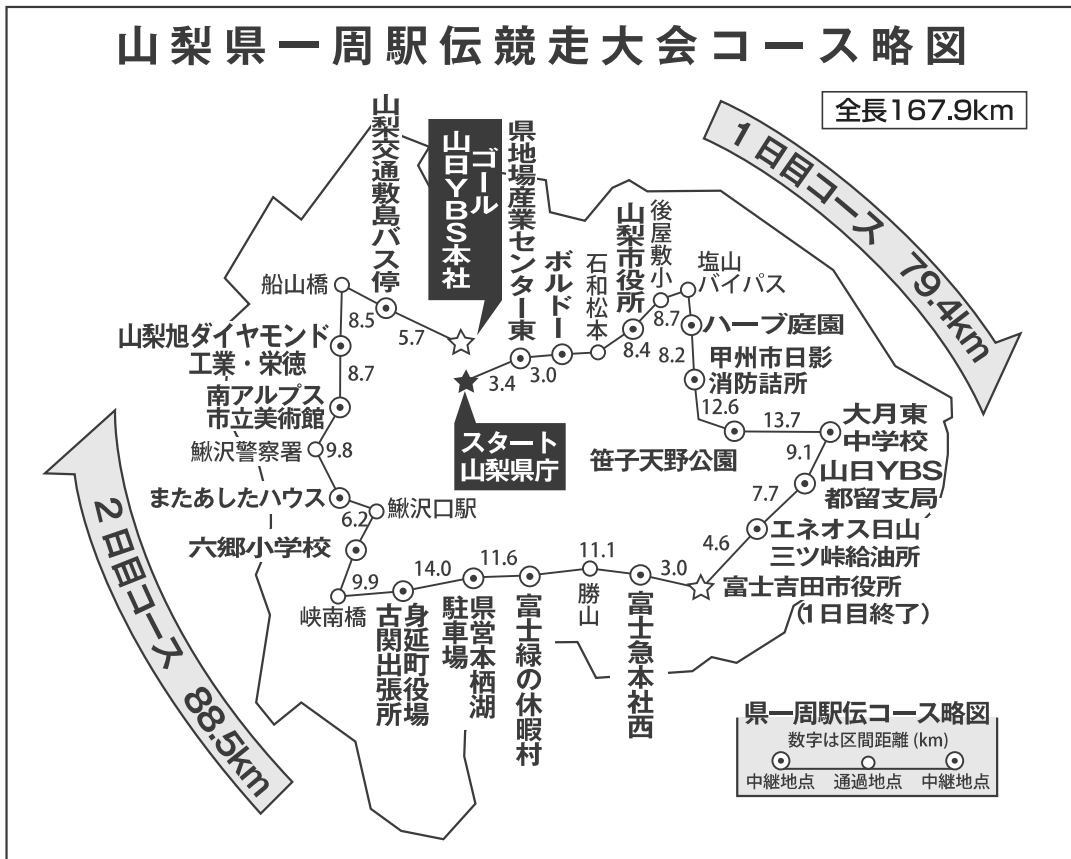 山梨県一周駅伝競走大会コース略図
全長167.9km
1日目コース 79.4km
2日目コース 88.5km
スタート
山梨県庁
3.4
県地場産業センター東
3.0
ボルドー
石和松本
8.4
山梨市役所
後屋敷小
8.7
塩山
バイパス
ハーブ庭園
8.2
甲州市日影
消防詰所
12.6
笹子天野公園
13.7
大月東
中学校
9.1
山日YBS
都留支局
7.7
エネオス日山
三ツ峠給油所
4.6
富士吉田市役所
(1日目終了)
3.0
富士急本社西
11.1
勝山
富士緑の休暇村
11.6
県営本栖湖
駐車場
14.0
身延町役場
古関出張所
9.9
峡南橋
六郷小学校
6.2
鰍沢口駅
またあしたハウス
9.8
鰍沢警察署
南アルプス
市立美術館
8.7
山梨旭ダイヤモンド
工業・栄徳
8.5
船山橋
山梨交通敷島バス停
5.7
ゴール
山日YBS本社
県一周駅伝コース略図
数字は区間距離(km)
中継地点
通過地点
中継地点